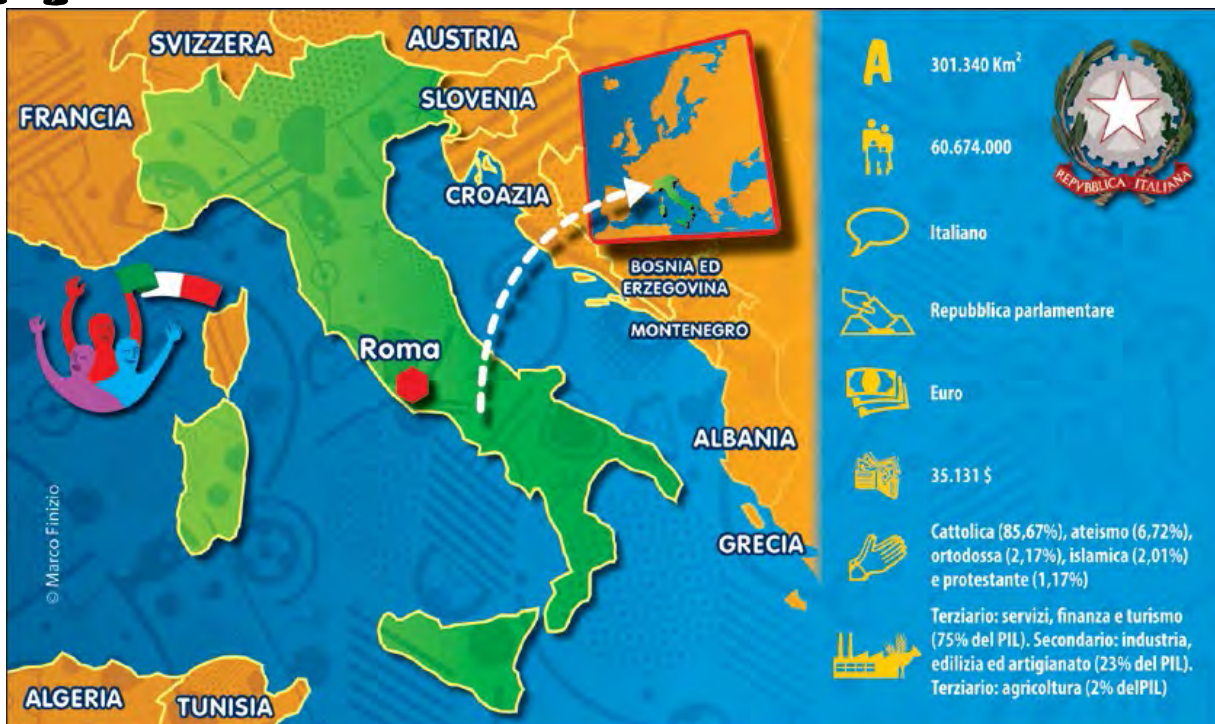 SVIZZERA
AUSTRIA
FRANCIA
SLOVENIA
CROAZIA
BOSNIA ED
ERZEGOVINA
MONTENEGRO
Roma
ALBANIA
GRECIA
ALGERIA
TUNISIA
© Marco Finizio
A
301.340 Km²
60.674.000
Italiano
Repubblica parlamentare
Euro
35.131 $
Cattolica (85,67%), ateismo (6,72%),
ortodossa (2,17%), islamica (2,01%)
e protestante (1,17%)
Terziario: servizi, finanza e turismo
(75% del PIL). Secondario: industria,
edilizia ed artigianato (23% del PIL).
Terziario: agricoltura (2% delPIL)
REPVBBLICA ITALIANA